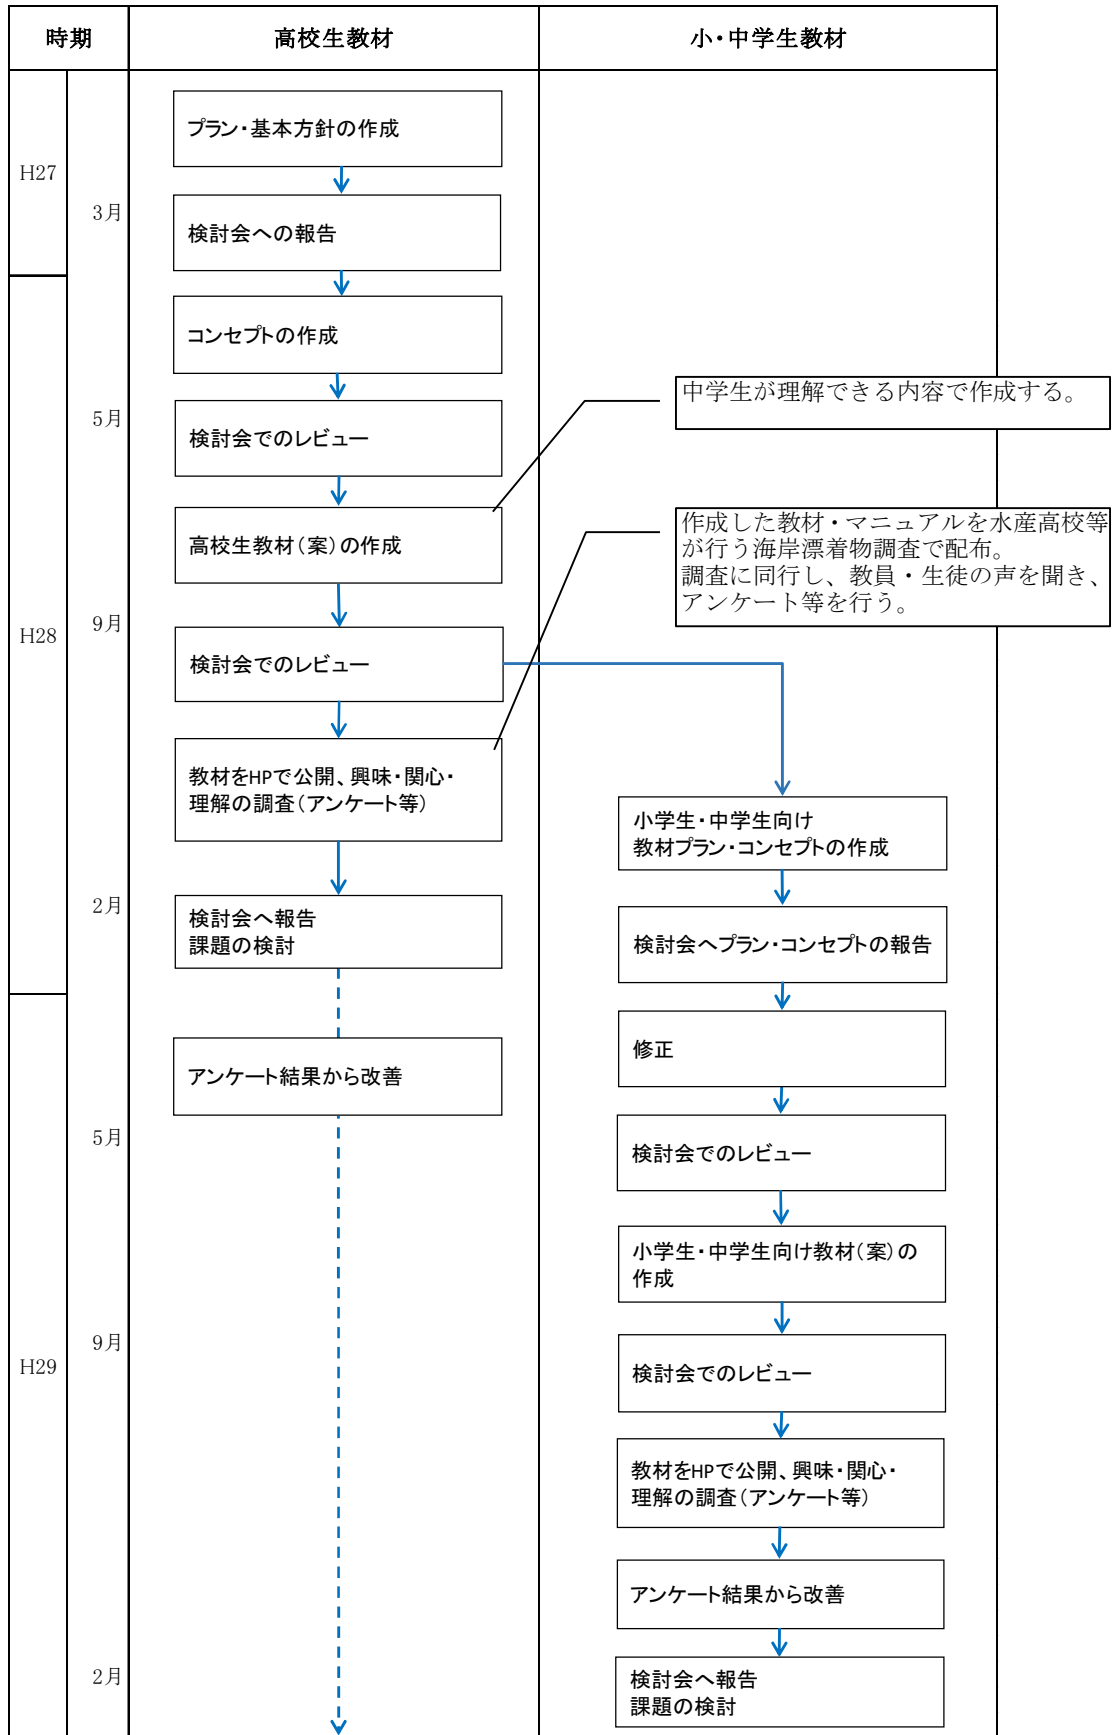 時期
高校生教材
小・中学生教材
H27
プラン・基本方針の作成
3月
検討会への報告
H28
コンセプトの作成
5月
検討会でのレビュー
中学生が理解できる内容で作成する。
高校生教材（案）の作成
作成した教材・マニュアルを水産高校等
が行う海岸漂着物調査で配布。
調査に同行し、教員・生徒の声を聞き、
アンケート等を行う。
9月
検討会でのレビュー
教材をHPで公開、興味・関心・
理解の調査（アンケート等）
小学生・中学生向け
教材プラン・コンセプトの作成
2月
検討会へ報告
課題の検討
検討会へプラン・コンセプトの報告
H29
アンケート結果から改善
修正
5月
検討会でのレビュー
小学生・中学生向け教材（案）の
作成
9月
検討会でのレビュー
教材をHPで公開、興味・関心・
理解の調査（アンケート等）
アンケート結果から改善
2月
検討会へ報告
課題の検討